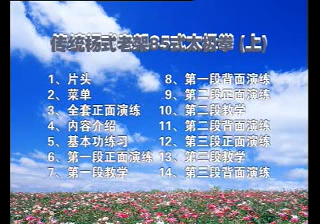 传统杨式老架85式太极拳（上）
1、片头
2、菜单
3、全套正面演练
4、内容介绍
5、基本功练习
6、第一段正面演练
7、第一段教学
8、第一段背面演练
9、第二段正面演练
10、第二段教学
11、第二段背面演练
12、第三段正面演练
13、第三段教学
14、第三段背面演练